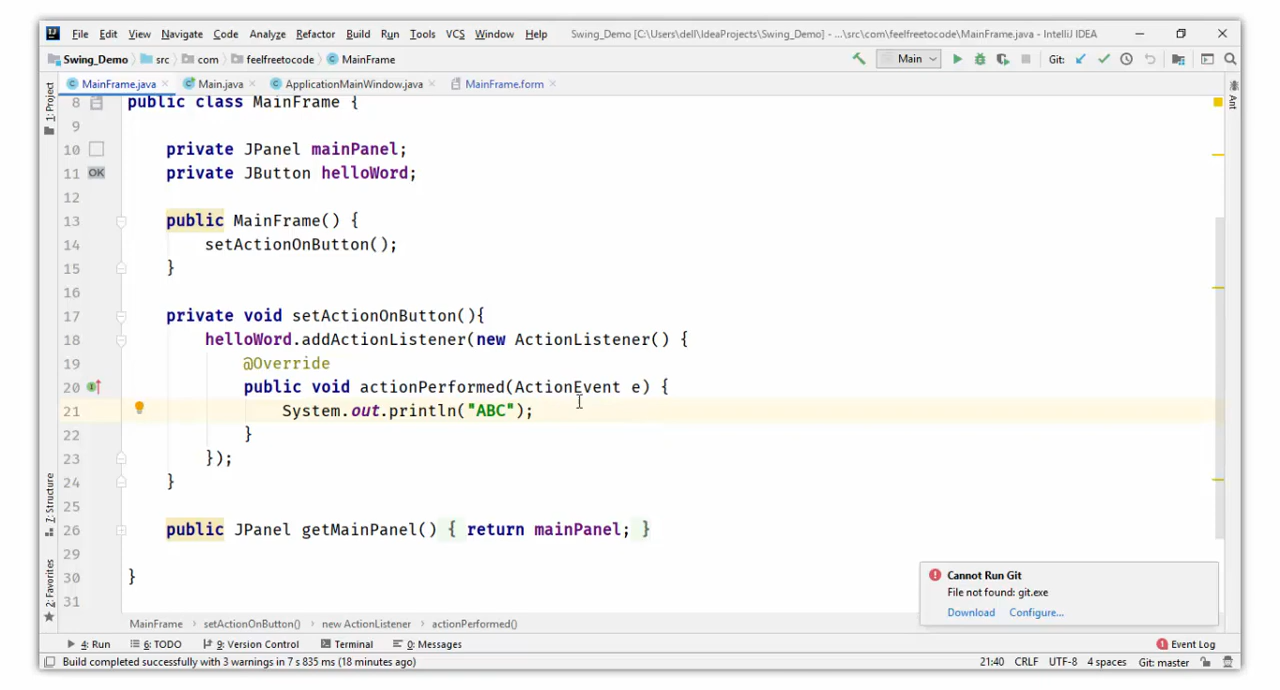 File Edit View Navigate Code Analyze Refactor Build Run Tools VCS Window Help Swing_Demo [C:\Users\dell\IdeaProjects\Swing_Demo] - ...\src\com\feelfreetocode\MainFrame.java - IntelliJ IDEA
Swing_Demo src com feelfreetocode MainFrame Main Git:
MainFrame.java Main.java ApplicationMainWindow.java MainFrame.form
1: Project
Ant
8 public class MainFrame {
9
10 private JPanel mainPanel;
11 OK private JButton helloWord;
12
13 public MainFrame() {
14 setActionOnButton();
15 }
16
17 private void setActionOnButton(){
18 helloWord.addActionListener(new ActionListener() {
19 @Override
20 public void actionPerformed(ActionEvent e) {
21 System.out.println("ABC");
22 }
23 });
24 }
25
26 public JPanel getMainPanel() { return mainPanel; }
29
30 }
31
7: Structure
2: Favorites
Cannot Run Git
File not found: git.exe
Download Configure...
MainFrame setActionOnButton() new ActionListener actionPerformed()
4: Run 6: TODO 9: Version Control Terminal 0: Messages 1 Event Log
Build completed successfully with 3 warnings in 7 s 835 ms (18 minutes ago) 21:40 CRLF UTF-8 4 spaces Git: master